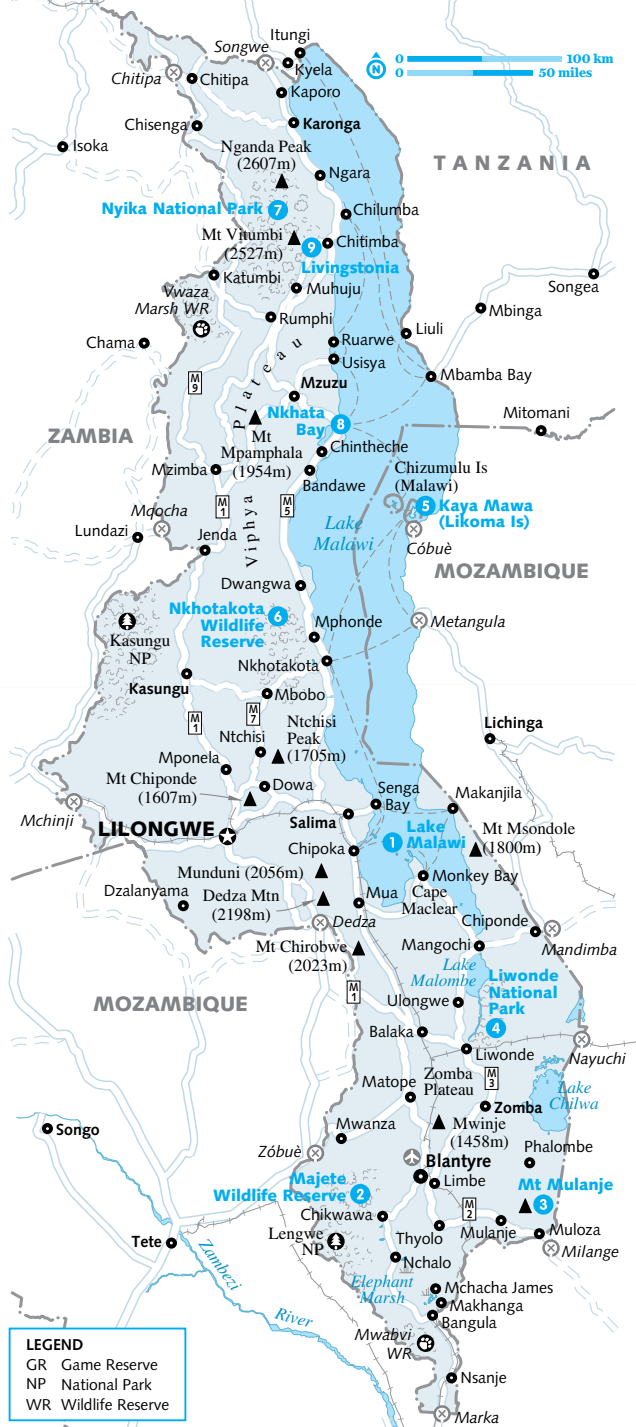 Itungi
Songwe
Kyela
0 100 km
0 50 miles
N
Chitipa
Chitipa
Kaporo
Karonga
Chisenga
Isoka
Nganda Peak
(2607m)
TANZANIA
Ngara
Nyika National Park 7
Chilumba
Mt Vitumbi
(2527m)
9
Livingstonia
Chitimba
Katumbi
Songea
Muhuju
Vwaza
Marsh WR
Mbinga
Rumphi
Liuli
Chama
Ruarwe
Usisya
Mbamba Bay
M
9
Mzuzu
Nkhata
Bay
8
Mitomani
ZAMBIA
Mt
Mpamphala
(1954m)
Chintheche
Mzimba
Bandawe
Chizumulu Is
(Malawi)
M
1
M
5
5 Kaya Mawa
(Likoma Is)
Viphya Plateau
Lake
Malawi
Mqocha
Lundazi
Cóbuè
Jenda
MOZAMBIQUE
Dwangwa
Nkhotakota
Wildlife
Reserve
6
Kasungu
NP
Mphonde
Metangula
Nkhotakota
Kasungu
Mbobo
M
1
M
7
Lichinga
Ntchisi
Ntchisi
Peak
(1705m)
Mponela
Mt Chiponde
(1607m)
Dowa
Mchinji
Senga
Bay
Makanjila
LILONGWE
Salima
1 Lake
Malawi
Mt Msondole
(1800m)
Chipoka
Munduni (2056m)
Monkey Bay
Dzalanyama
Dedza Mtn
(2198m)
Mua
Cape
Maclear
Dedza
Chiponde
Mt Chirobwe
(2023m)
Mangochi
Mandimba
M
1
Lake
Malombe
Liwonde
National
Park
4
MOZAMBIQUE
Ulongwe
Balaka
Liwonde
Nayuchi
Matope
Zomba
Plateau
M
3
Lake
Chilwa
Zomba
Songo
Mwanza
Mwinje
(1458m)
Zóbuè
Phalombe
Blantyre
Majete
Wildlife Reserve 2
Limbe
Mt Mulanje
3
Chikwawa
M
2
Lengwe
NP
Thyolo
Mulanje
Muloza
Tete
Milange
Nchalo
Zambezi
River
Elephant
Marsh
Mchacha James
Makhanga
Bangula
Mwabvi
WR
LEGEND
GR Game Reserve
NP National Park
WR Wildlife Reserve
Nsanje
Marka